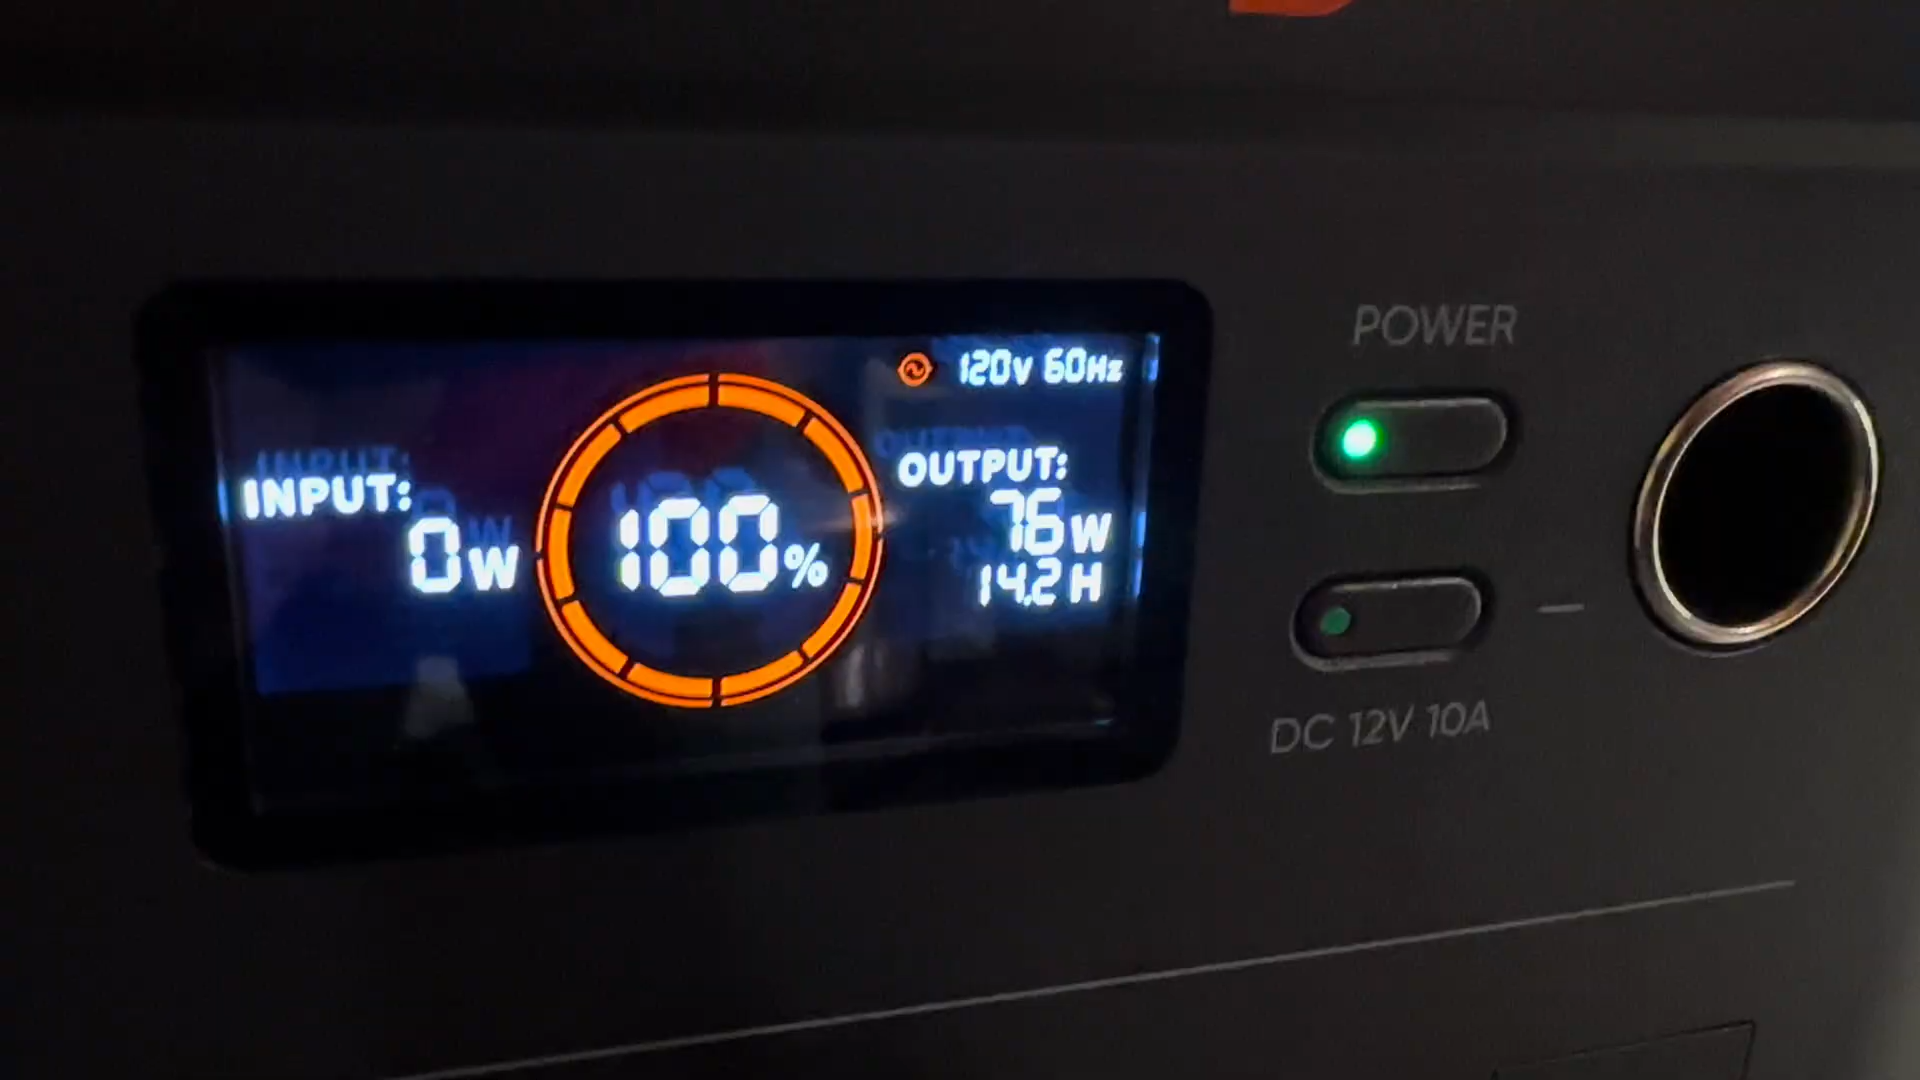 120V 60Hz
INPUT:
0W
100%
OUTPUT:
76W
14.2H
POWER
DC 12V 10A